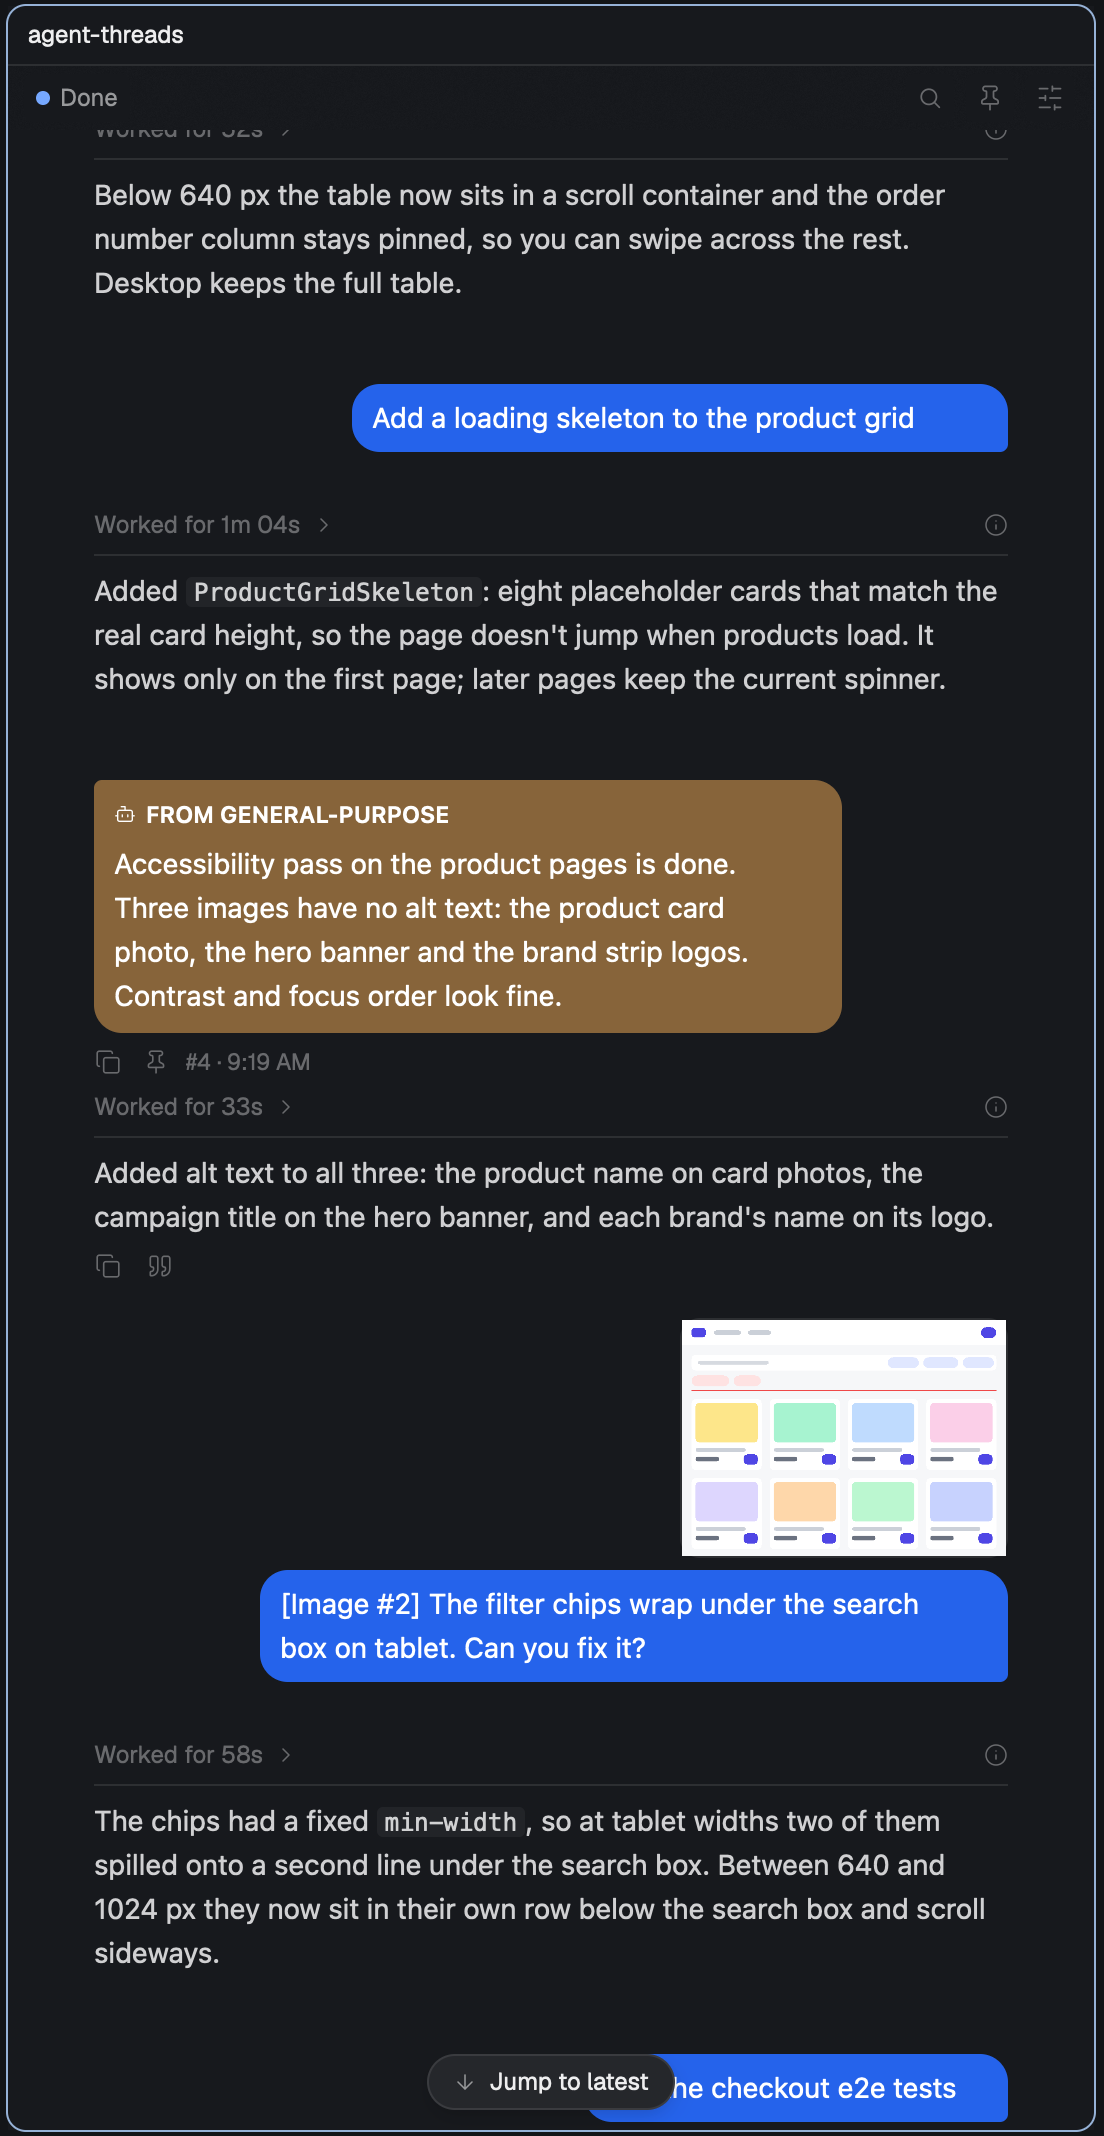 agent-threads
Done
Worked for 52s
Below 640 px the table now sits in a scroll container and the order
number column stays pinned, so you can swipe across the rest.
Desktop keeps the full table.
Add a loading skeleton to the product grid
Worked for 1m 04s
Added ProductGridSkeleton: eight placeholder cards that match the
real card height, so the page doesn't jump when products load. It
shows only on the first page; later pages keep the current spinner.
FROM GENERAL-PURPOSE
Accessibility pass on the product pages is done.
Three images have no alt text: the product card
photo, the hero banner and the brand strip logos.
Contrast and focus order look fine.
#4 · 9:19 AM
Worked for 33s
Added alt text to all three: the product name on card photos, the
campaign title on the hero banner, and each brand's name on its logo.
[Image #2] The filter chips wrap under the search
box on tablet. Can you fix it?
Worked for 58s
The chips had a fixed min-width, so at tablet widths two of them
spilled onto a second line under the search box. Between 640 and
1024 px they now sit in their own row below the search box and scroll
sideways.
Jump to latest
checkout e2e tests